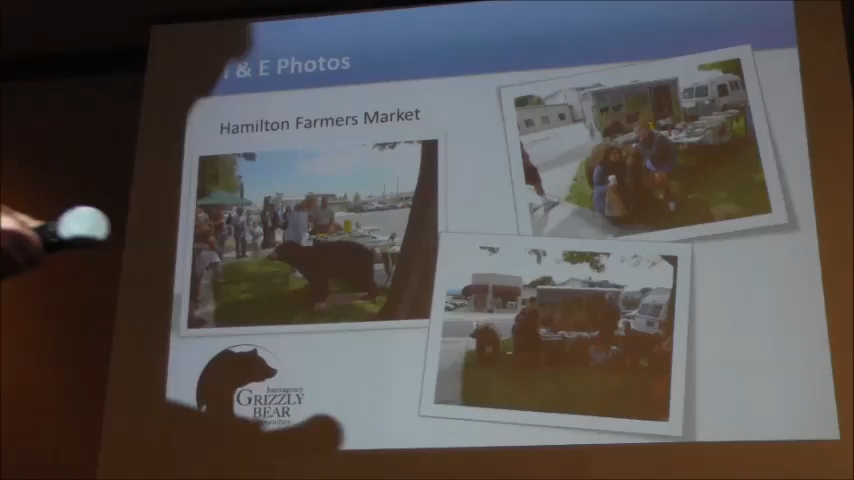 & E Photos
Hamilton Farmers Market
Interagency
GRIZZLY
BEAR